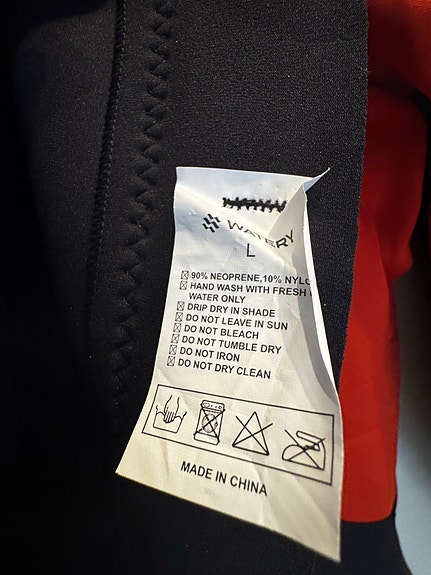 WATERY
L
☒ 90% NEOPRENE,10% NYL
☒ HAND WASH WITH FRESH
WATER ONLY
☒ DRIP DRY IN SHADE
☒ DO NOT LEAVE IN SUN
☒ DO NOT BLEACH
☒ DO NOT TUMBLE DRY
☒ DO NOT IRON
☒ DO NOT DRY CLEAN
MADE IN CHINA